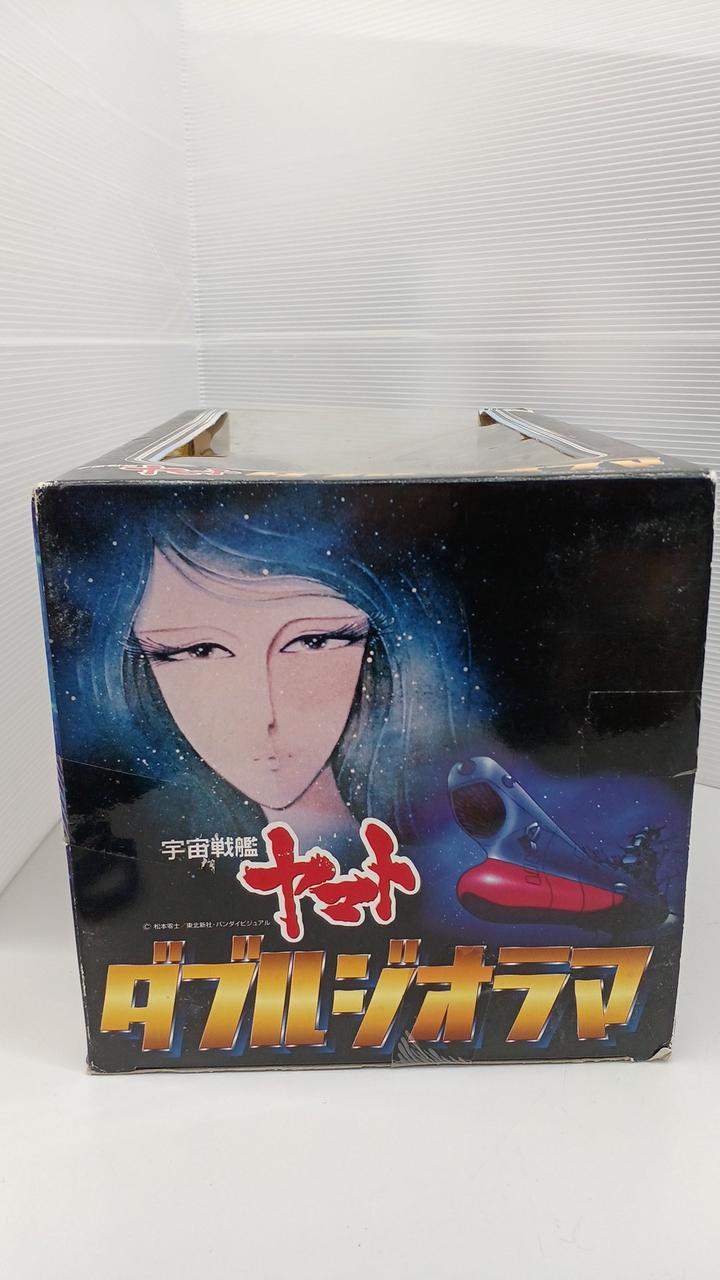 宇宙戦艦
ヤマト
© 松本零士/東北新社・バンダイビジュアル
ダブルジオラマ